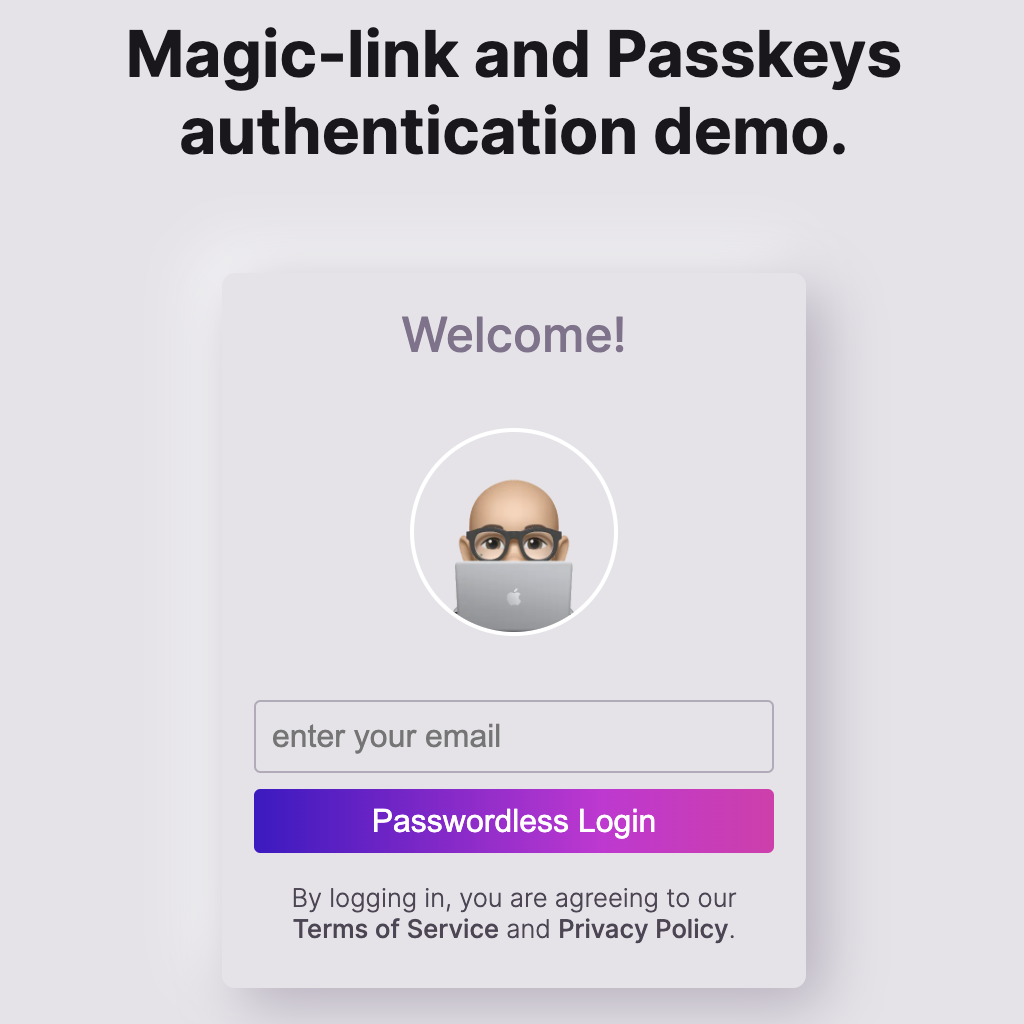 Magic-link and Passkeys
authentication demo.
Welcome!
enter your email
Passwordless Login
By logging in, you are agreeing to our
Terms of Service and Privacy Policy.